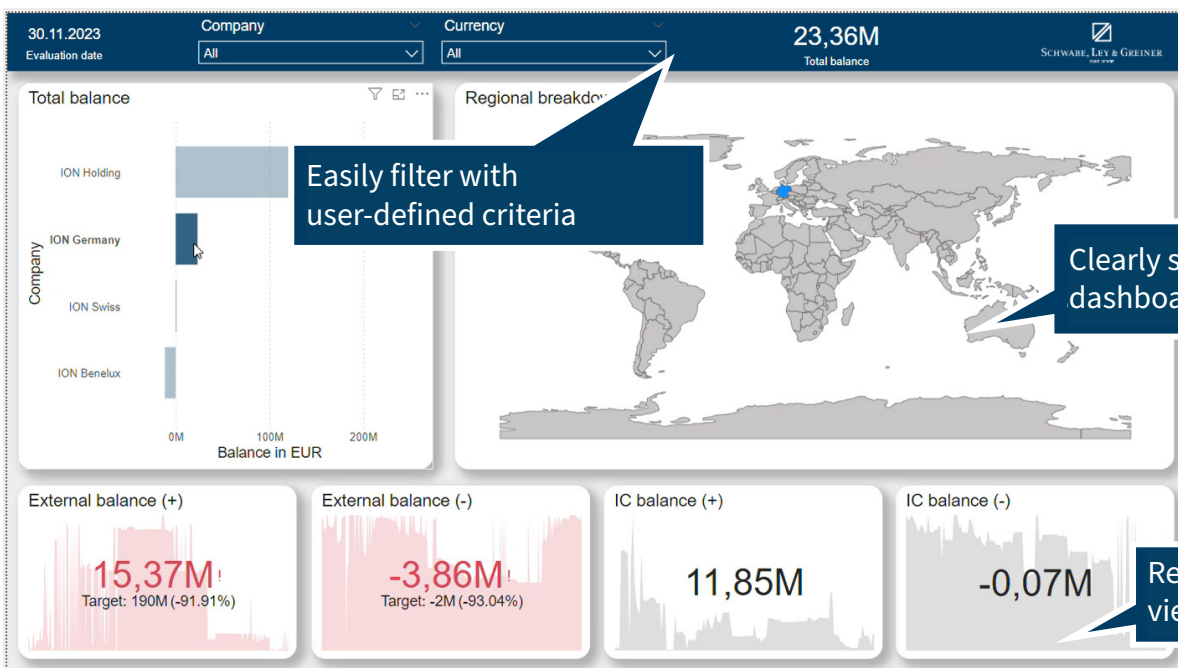 30.11.2023
Evaluation date
Company
All
Currency
All
23,36M
Total balance
SCHWABE, LEY & GREINER
Total balance
Company
ION Holding
ION Germany
ION Swiss
ION Benelux
0M 100M 200M
Balance in EUR
Regional breakdow
Easily filter with
user-defined criteria
Clearly s
dashboa
External balance (+)
15,37M!
Target: 190M (-91.91%)
External balance (-)
-3,86M!
Target: -2M (-93.04%)
IC balance (+)
11,85M
IC balance (-)
-0,07M
Re
vie